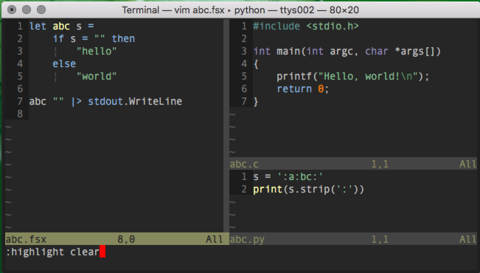 Terminal — vim abc.fsx • python — ttys002 — 80×20
1 let abc s =
2     if s = "" then
3     ¦   "hello"
4     else
5     ¦   "world"
6
7 abc "" |> stdout.WriteLine
8
~
~
~
~
~
~
~
~
~
abc.fsx 8,0 All
1 #include <stdio.h>
2
3 int main(int argc, char *args[])
4 {
5     printf("Hello, world!\n");
6     return 0;
7 }
~
~
~
~
abc.c 1,1 All
1 s = ':a:bc:'
2 print(s.strip(':'))
~
~
~
abc.py 1,1 All
:highlight clear